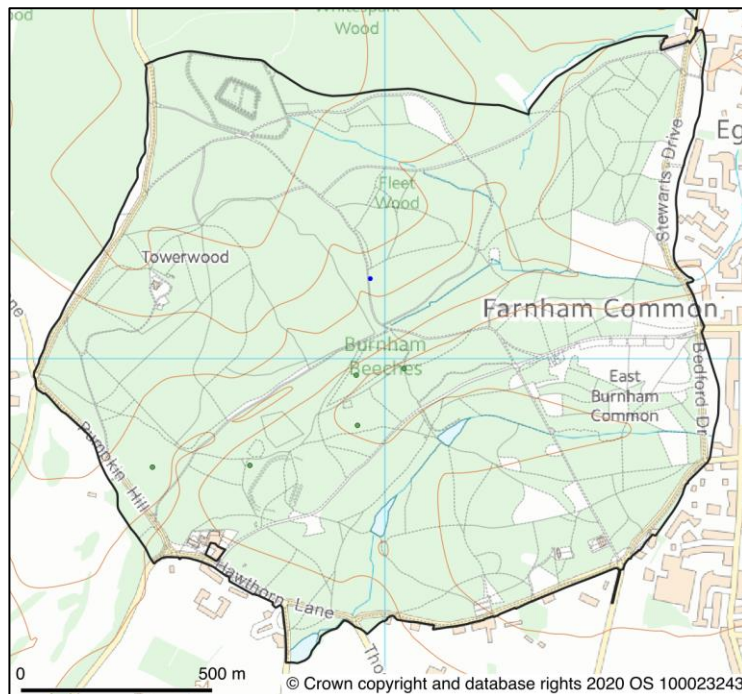 Wood
Eg
Stewarts Drive
Fleet
Wood
Towerwood
Farnham Common
Burnham
Beeches
East
Burnham
Common
Bedford Dr
Pumpkin Hill
Hawthorn Lane
Tho
0
500 m
© Crown copyright and database rights 2020 OS 100023243